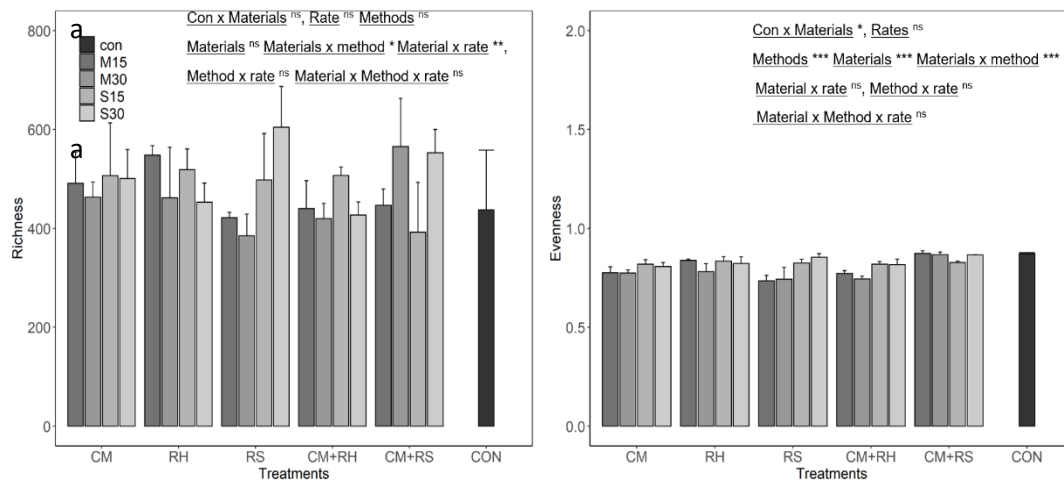 a
Con x Materials ns, Rate ns Methods ns
Materials ns Materials x method * Material x rate **,
Method x rate ns Material x Method x rate ns
con
M15
M30
S15
S30
a
800
600
400
200
0
Richness
CM RH RS CM+RH CM+RS CON
Treatments
Con x Materials *, Rates ns
Methods *** Materials *** Materials x method ***
Material x rate ns, Method x rate ns
Material x Method x rate ns
2.0
1.5
1.0
0.5
0.0
Evenness
CM RH RS CM+RH CM+RS CON
Treatments